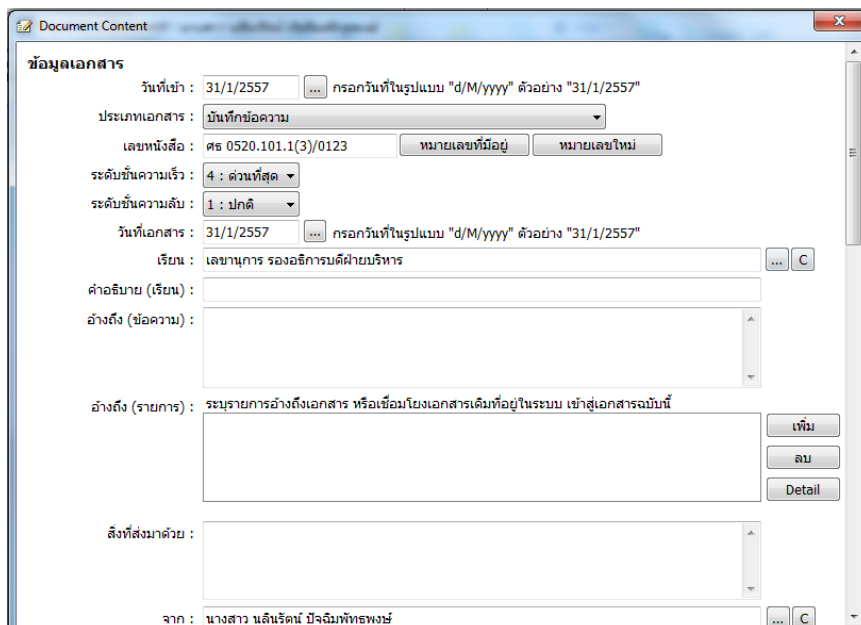 Document Content
ข้อมูลเอกสาร
วันที่เข้า : 31/1/2557 ... กรอกวันที่ในรูปแบบ "d/M/yyyy" ตัวอย่าง "31/1/2557"
ประเภทเอกสาร : บันทึกข้อความ
เลขหนังสือ : ศธ 0520.101.1(3)/0123 หมายเลขที่มีอยู่ หมายเลขใหม่
ระดับชั้นความเร็ว : 4 : ด่วนที่สุด
ระดับชั้นความลับ : 1 : ปกติ
วันที่เอกสาร : 31/1/2557 ... กรอกวันที่ในรูปแบบ "d/M/yyyy" ตัวอย่าง "31/1/2557"
เรียน : เลขานุการ รองอธิการบดีฝ่ายบริหาร ... C
คำอธิบาย (เรียน) :
อ้างถึง (ข้อความ) :
อ้างถึง (รายการ) : ระบุรายการอ้างถึงเอกสาร หรือเชื่อมโยงเอกสารเดิมที่อยู่ในระบบ เข้าสู่เอกสารฉบับนี้
เพิ่ม
ลบ
Detail
สิ่งที่ส่งมาด้วย :
จาก : นางสาว นลินรัตน์ ปัจฉิมพัทธพงษ์ ... C